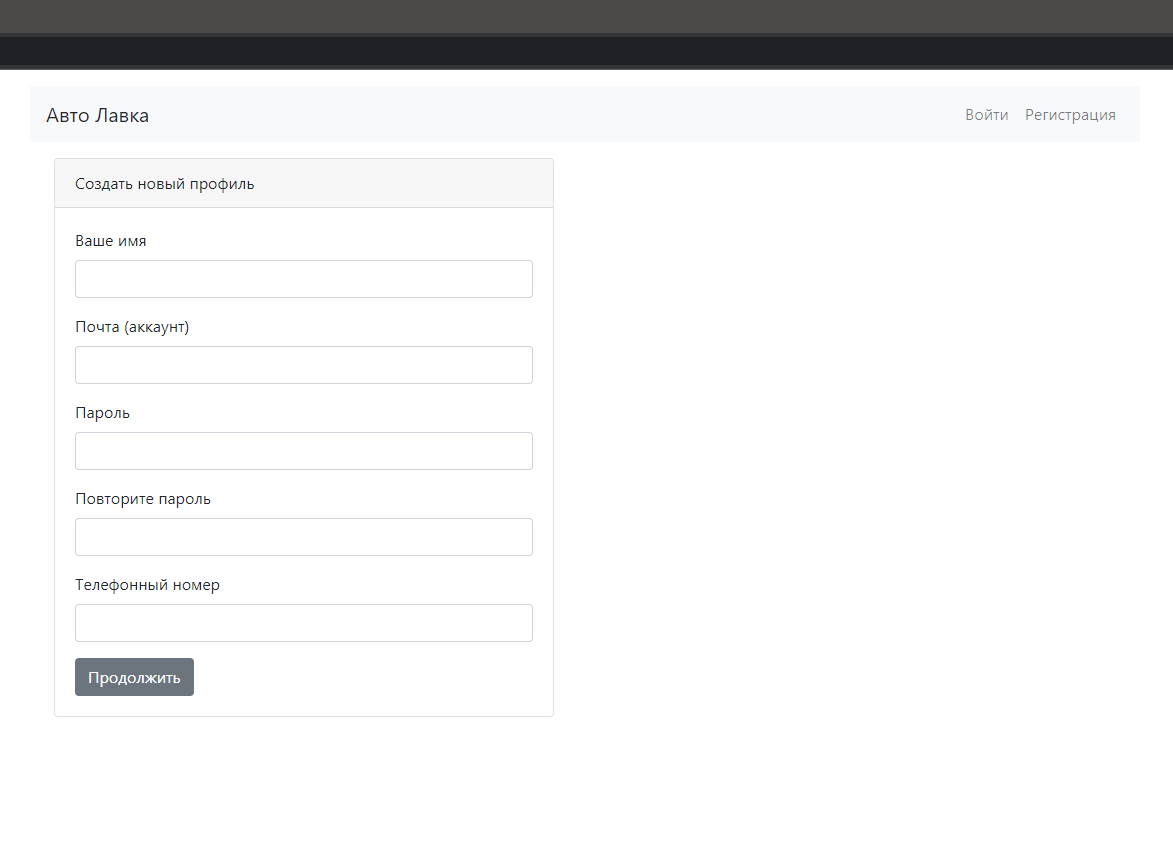 Авто Лавка
Войти Регистрация
Создать новый профиль
Ваше имя
Почта (аккаунт)
Пароль
Повторите пароль
Телефонный номер
Продолжить